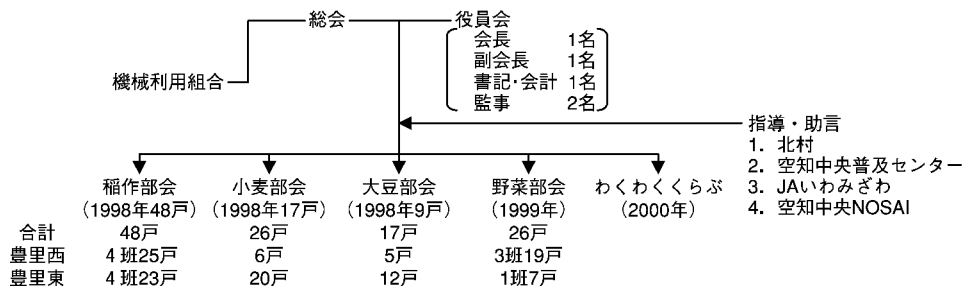 総会 役員会
会長 1名
副会長 1名
書記・会計 1名
監事 2名
機械利用組合
指導・助言
1. 北村
2. 空知中央普及センター
3. JAいわみざわ
4. 空知中央NOSAI
稲作部会 小麦部会 大豆部会 野菜部会 わくわくくらぶ
(1998年48戸) (1998年17戸) (1998年9戸) (1999年) (2000年)
合計 48戸 26戸 17戸 26戸
豊里西 4班25戸 6戸 5戸 3班19戸
豊里東 4班23戸 20戸 12戸 1班7戸